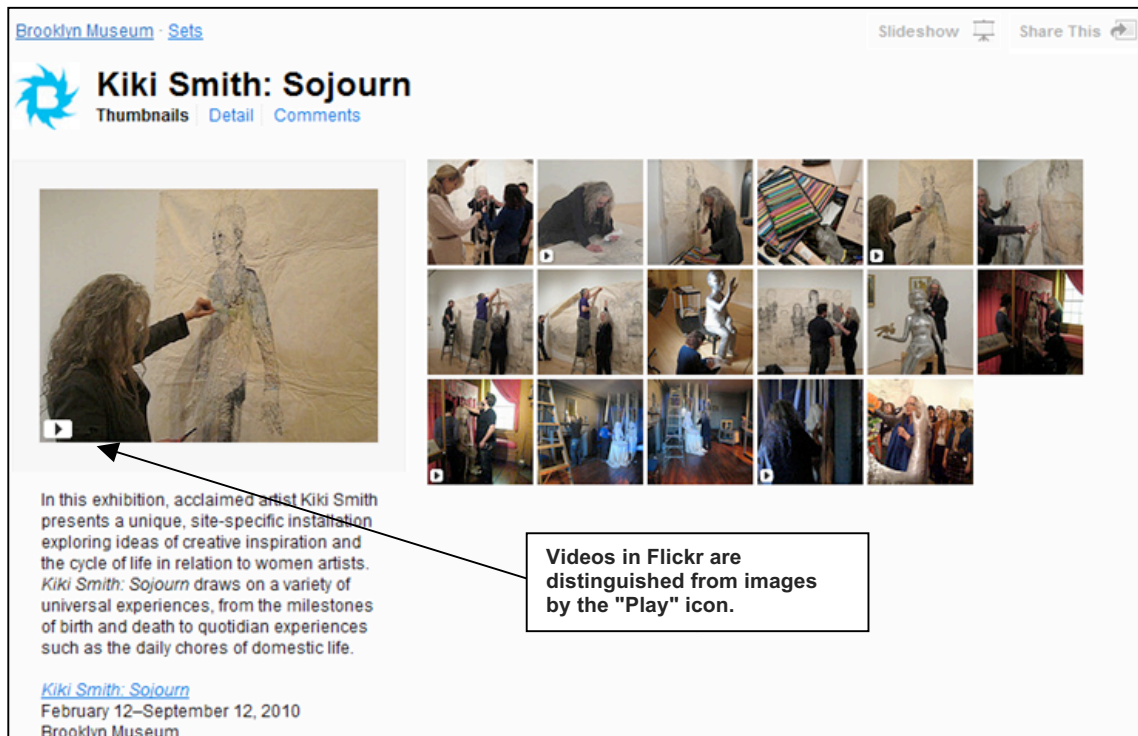 Brooklyn Museum · Sets
Slideshow
Share This
Kiki Smith: Sojourn
Thumbnails Detail Comments
In this exhibition, acclaimed artist Kiki Smith
presents a unique, site-specific installation
exploring ideas of creative inspiration and
the cycle of life in relation to women artists.
Kiki Smith: Sojourn draws on a variety of
universal experiences, from the milestones
of birth and death to quotidian experiences
such as the daily chores of domestic life.
Kiki Smith: Sojourn
February 12–September 12, 2010
Brooklyn Museum
Videos in Flickr are
distinguished from images
by the "Play" icon.